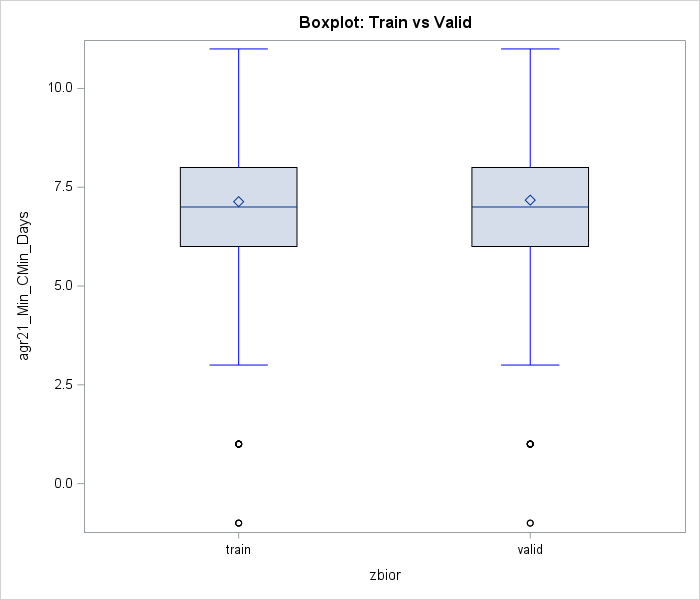 Boxplot: Train vs Valid
agr21_Min_CMin_Days
10.0
7.5
5.0
2.5
0.0
train
valid
zbior